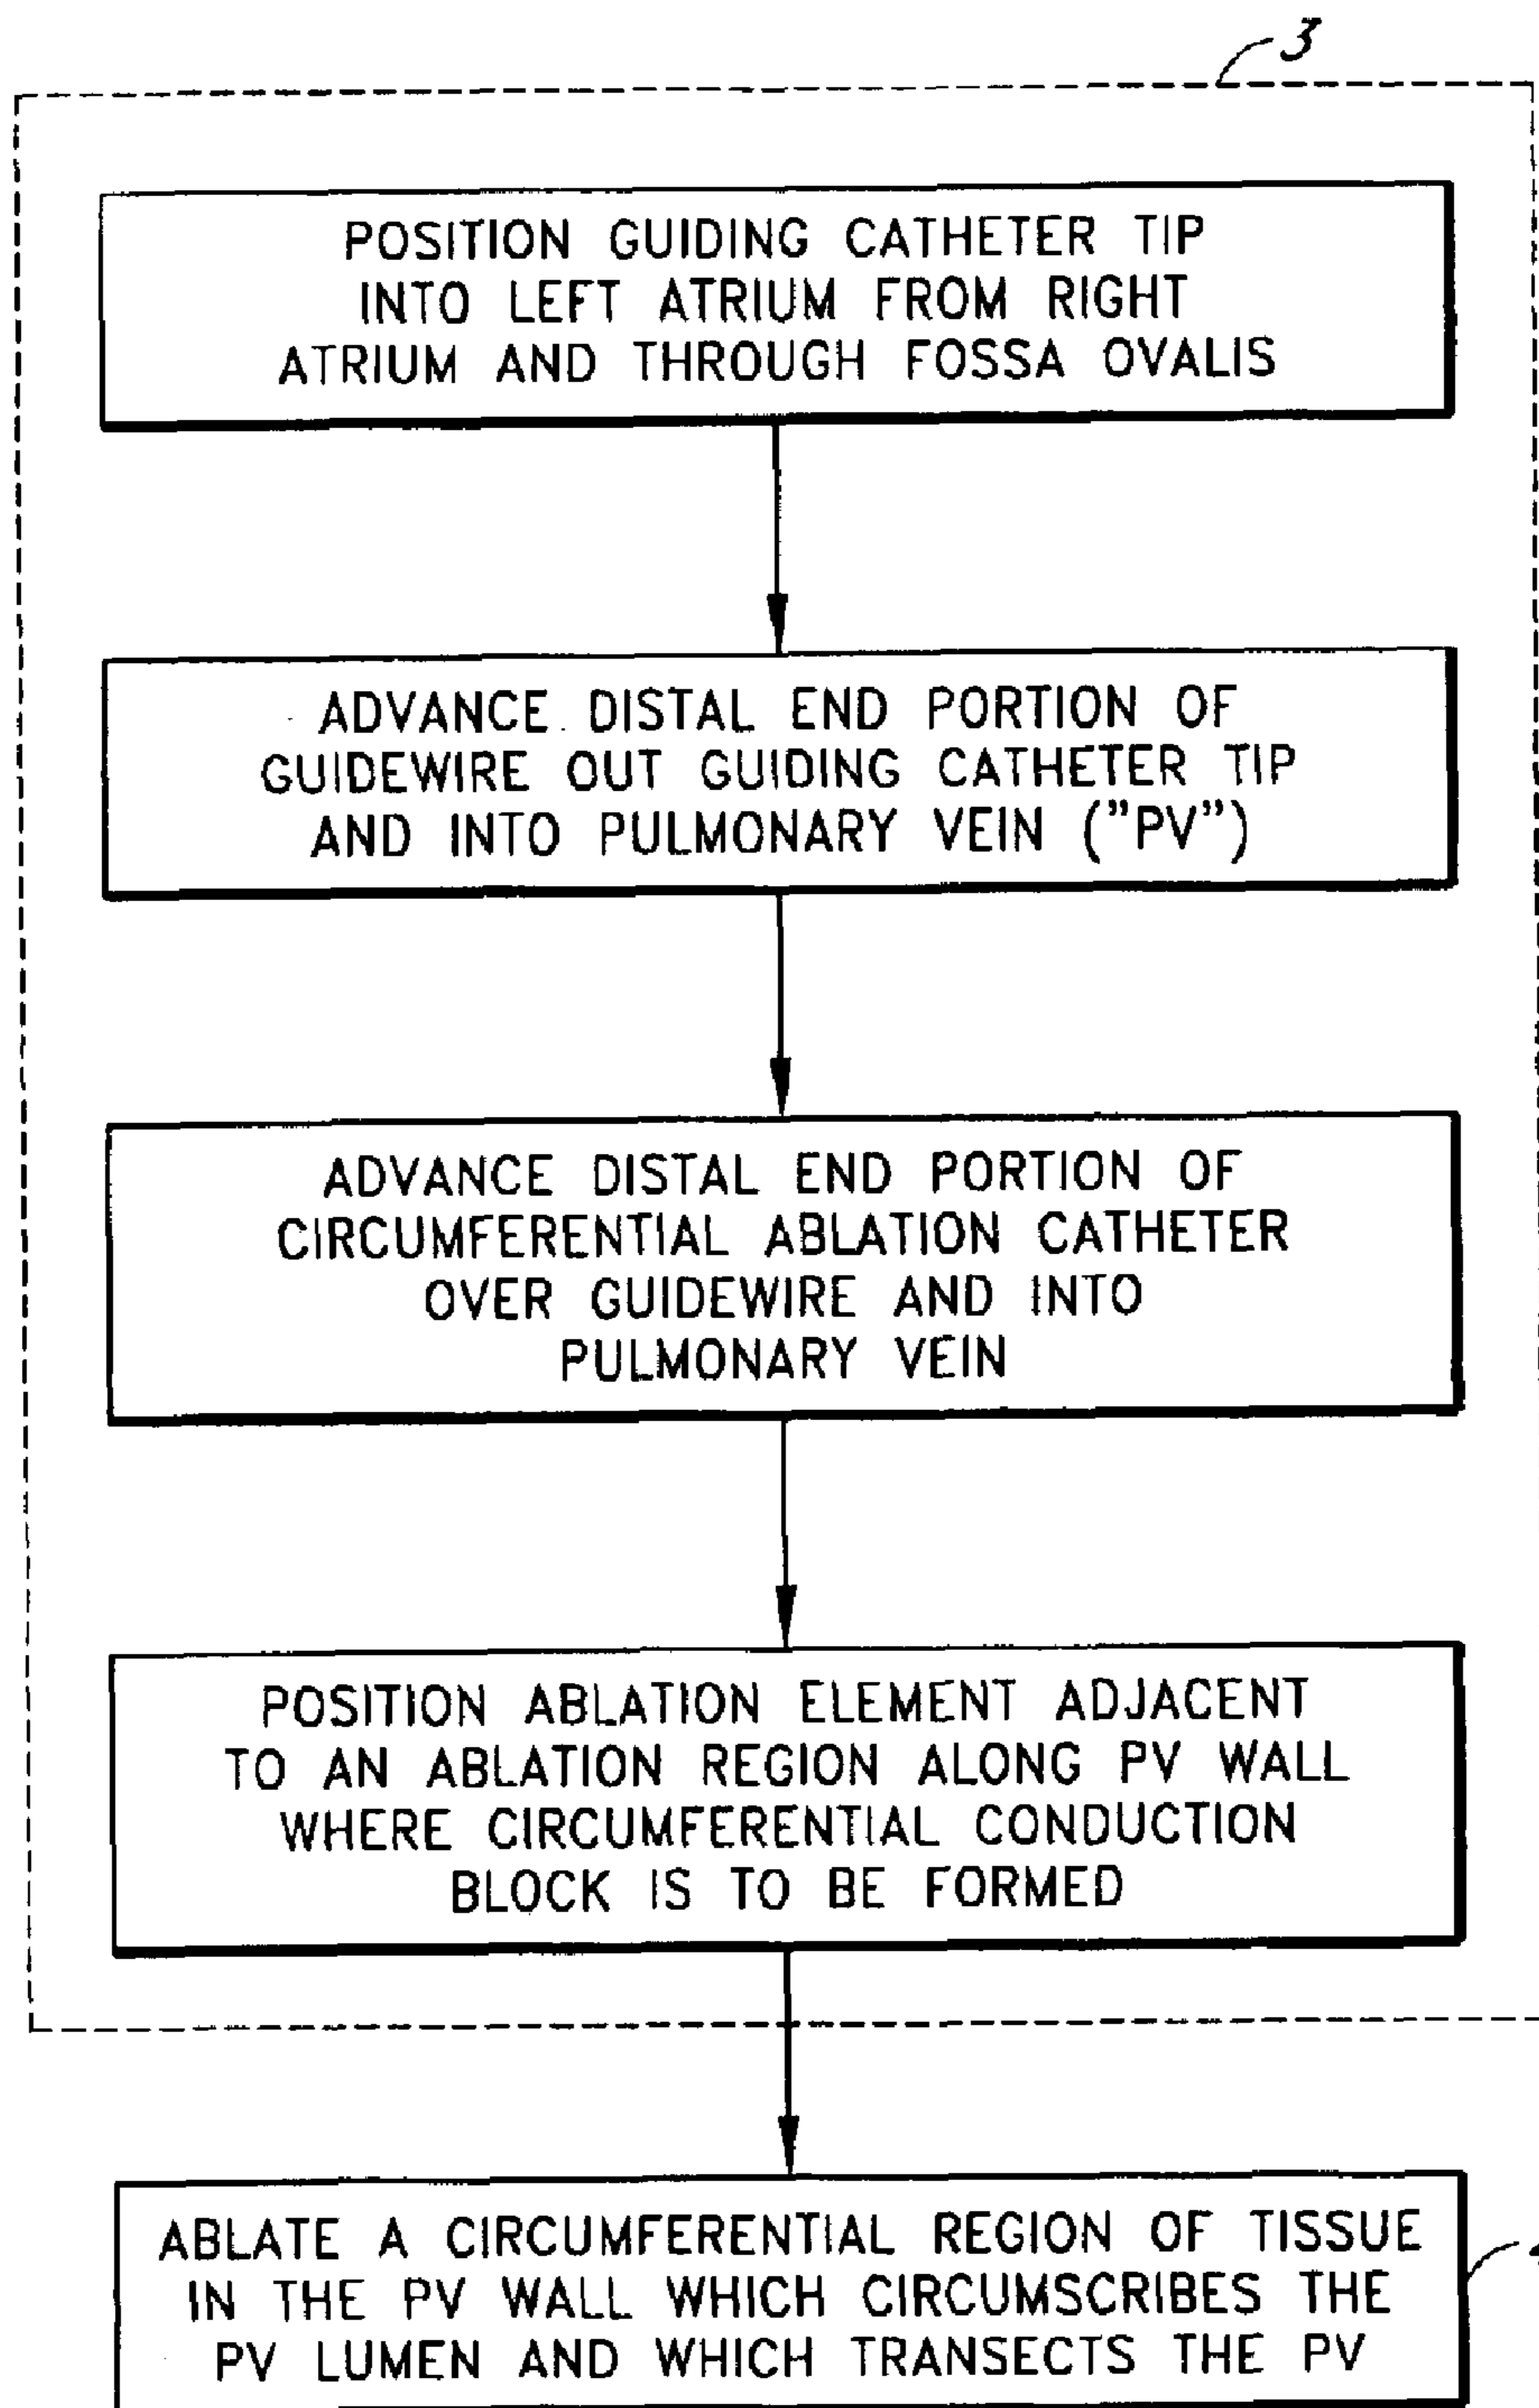 3
POSITION GUIDING CATHETER TIP
INTO LEFT ATRIUM FROM RIGHT
ATRIUM AND THROUGH FOSSA OVALIS
ADVANCE DISTAL END PORTION OF
GUIDEWIRE OUT GUIDING CATHETER TIP
AND INTO PULMONARY VEIN ("PV")
ADVANCE DISTAL END PORTION OF
CIRCUMFERENTIAL ABLATION CATHETER
OVER GUIDEWIRE AND INTO
PULMONARY VEIN
POSITION ABLATION ELEMENT ADJACENT
TO AN ABLATION REGION ALONG PV WALL
WHERE CIRCUMFERENTIAL CONDUCTION
BLOCK IS TO BE FORMED
ABLATE A CIRCUMFERENTIAL REGION OF TISSUE
IN THE PV WALL WHICH CIRCUMSCRIBES THE
PV LUMEN AND WHICH TRANSECTS THE PV